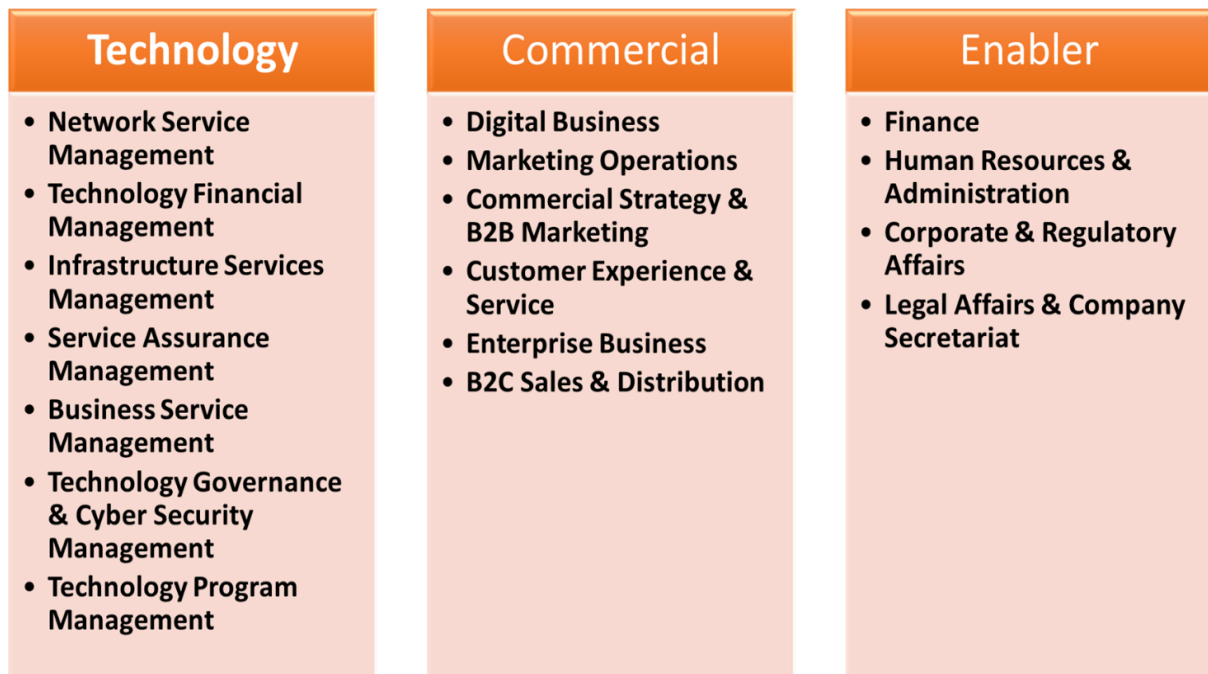 Technology
• Network Service
Management
• Technology Financial
Management
• Infrastructure Services
Management
• Service Assurance
Management
• Business Service
Management
• Technology Governance
& Cyber Security
Management
• Technology Program
Management
Commercial
• Digital Business
• Marketing Operations
• Commercial Strategy &
B2B Marketing
• Customer Experience &
Service
• Enterprise Business
• B2C Sales & Distribution
Enabler
• Finance
• Human Resources &
Administration
• Corporate & Regulatory
Affairs
• Legal Affairs & Company
Secretariat